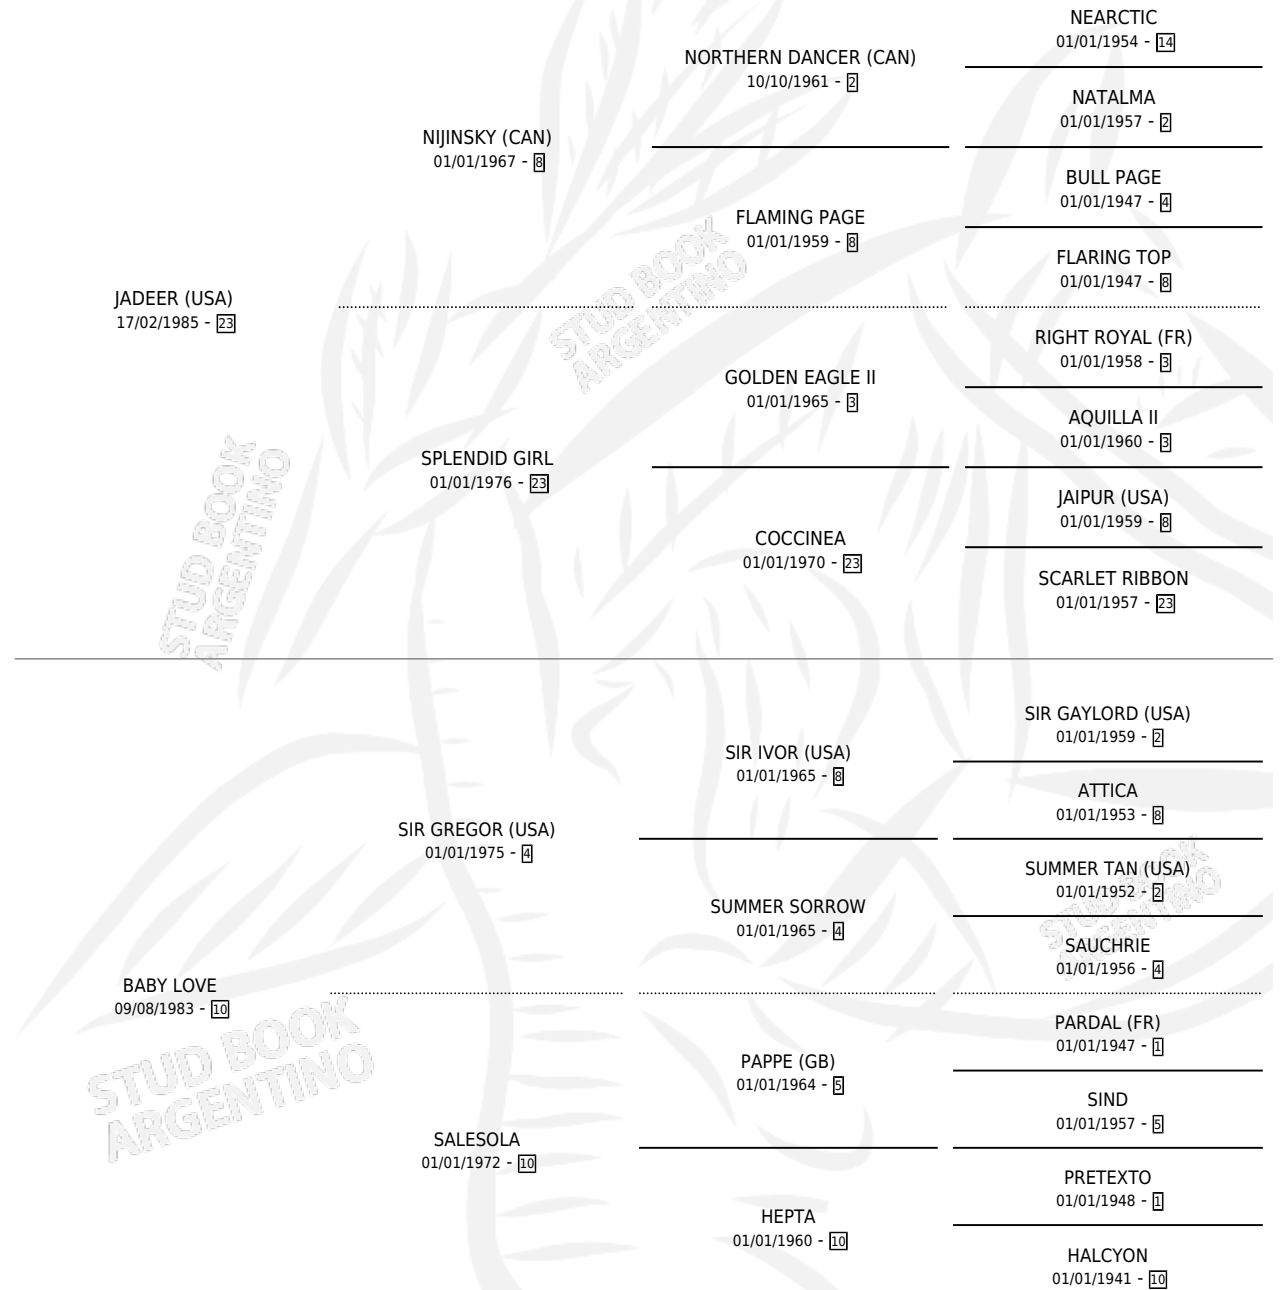 NEARCTIC
01/01/1954 - 14
NORTHERN DANCER (CAN)
10/10/1961 - 2
NATALMA
01/01/1957 - 2
NIJINSKY (CAN)
01/01/1967 - 8
BULL PAGE
01/01/1947 - 4
FLAMING PAGE
01/01/1959 - 8
FLARING TOP
01/01/1947 - 8
JADEER (USA)
17/02/1985 - 23
RIGHT ROYAL (FR)
01/01/1958 - 3
GOLDEN EAGLE II
01/01/1965 - 3
AQUILLA II
01/01/1960 - 3
SPLENDID GIRL
01/01/1976 - 23
JAIPUR (USA)
01/01/1959 - 8
COCCINEA
01/01/1970 - 23
SCARLET RIBBON
01/01/1957 - 23
STUD BOOK
ARGENTINO
STUD BOOK
ARGENTINO
SIR GAYLORD (USA)
01/01/1959 - 2
SIR IVOR (USA)
01/01/1965 - 8
ATTICA
01/01/1953 - 8
SIR GREGOR (USA)
01/01/1975 - 4
SUMMER TAN (USA)
01/01/1952 - 2
SUMMER SORROW
01/01/1965 - 4
SAUCHRIE
01/01/1956 - 4
STUD BOOK
ARGENTINO
BABY LOVE
09/08/1983 - 10
PARDAL (FR)
01/01/1947 - 1
PAPPE (GB)
01/01/1964 - 5
SIND
01/01/1957 - 5
STUD BOOK
ARGENTINO
SALESOLA
01/01/1972 - 10
PRETEXTO
01/01/1948 - 1
HEPTA
01/01/1960 - 10
HALCYON
01/01/1941 - 10